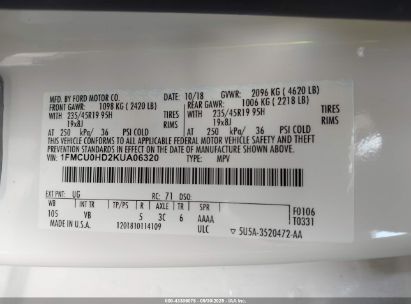 MFD. BY FORD MOTOR CO. 10/18 GVWR: 2096 KG ( 4620 LB)
FRONT GAWR: 1098 KG ( 2420 LB) REAR GAWR: 1006 KG ( 2218 LB)
WITH 235/45R19 95H TIRES WITH 235/45R19 95H TIRES
19x8J RIMS 19x8J RIMS
AT 250 kPa/ 36 PSI COLD AT 250 kPa/ 36 PSI COLD
THIS VEHICLE CONFORMS TO ALL APPLICABLE FEDERAL MOTOR VEHICLE SAFETY AND THEFT PREVENTION
STANDARDS IN EFFECT ON THE DATE OF MANUFACTURE SHOWN ABOVE.
VIN: 1FMCU0HD2KUA06320 TYPE: MPV
EXT PNT: UG RC: 71 DSO:
WB INT TR TP/PS R AXLE TR SPR F0106
105 VB 5 3C 6 AAAA T0331
MADE IN U.S.A. 1201810114109 ULC 5U5A-3520472-AA